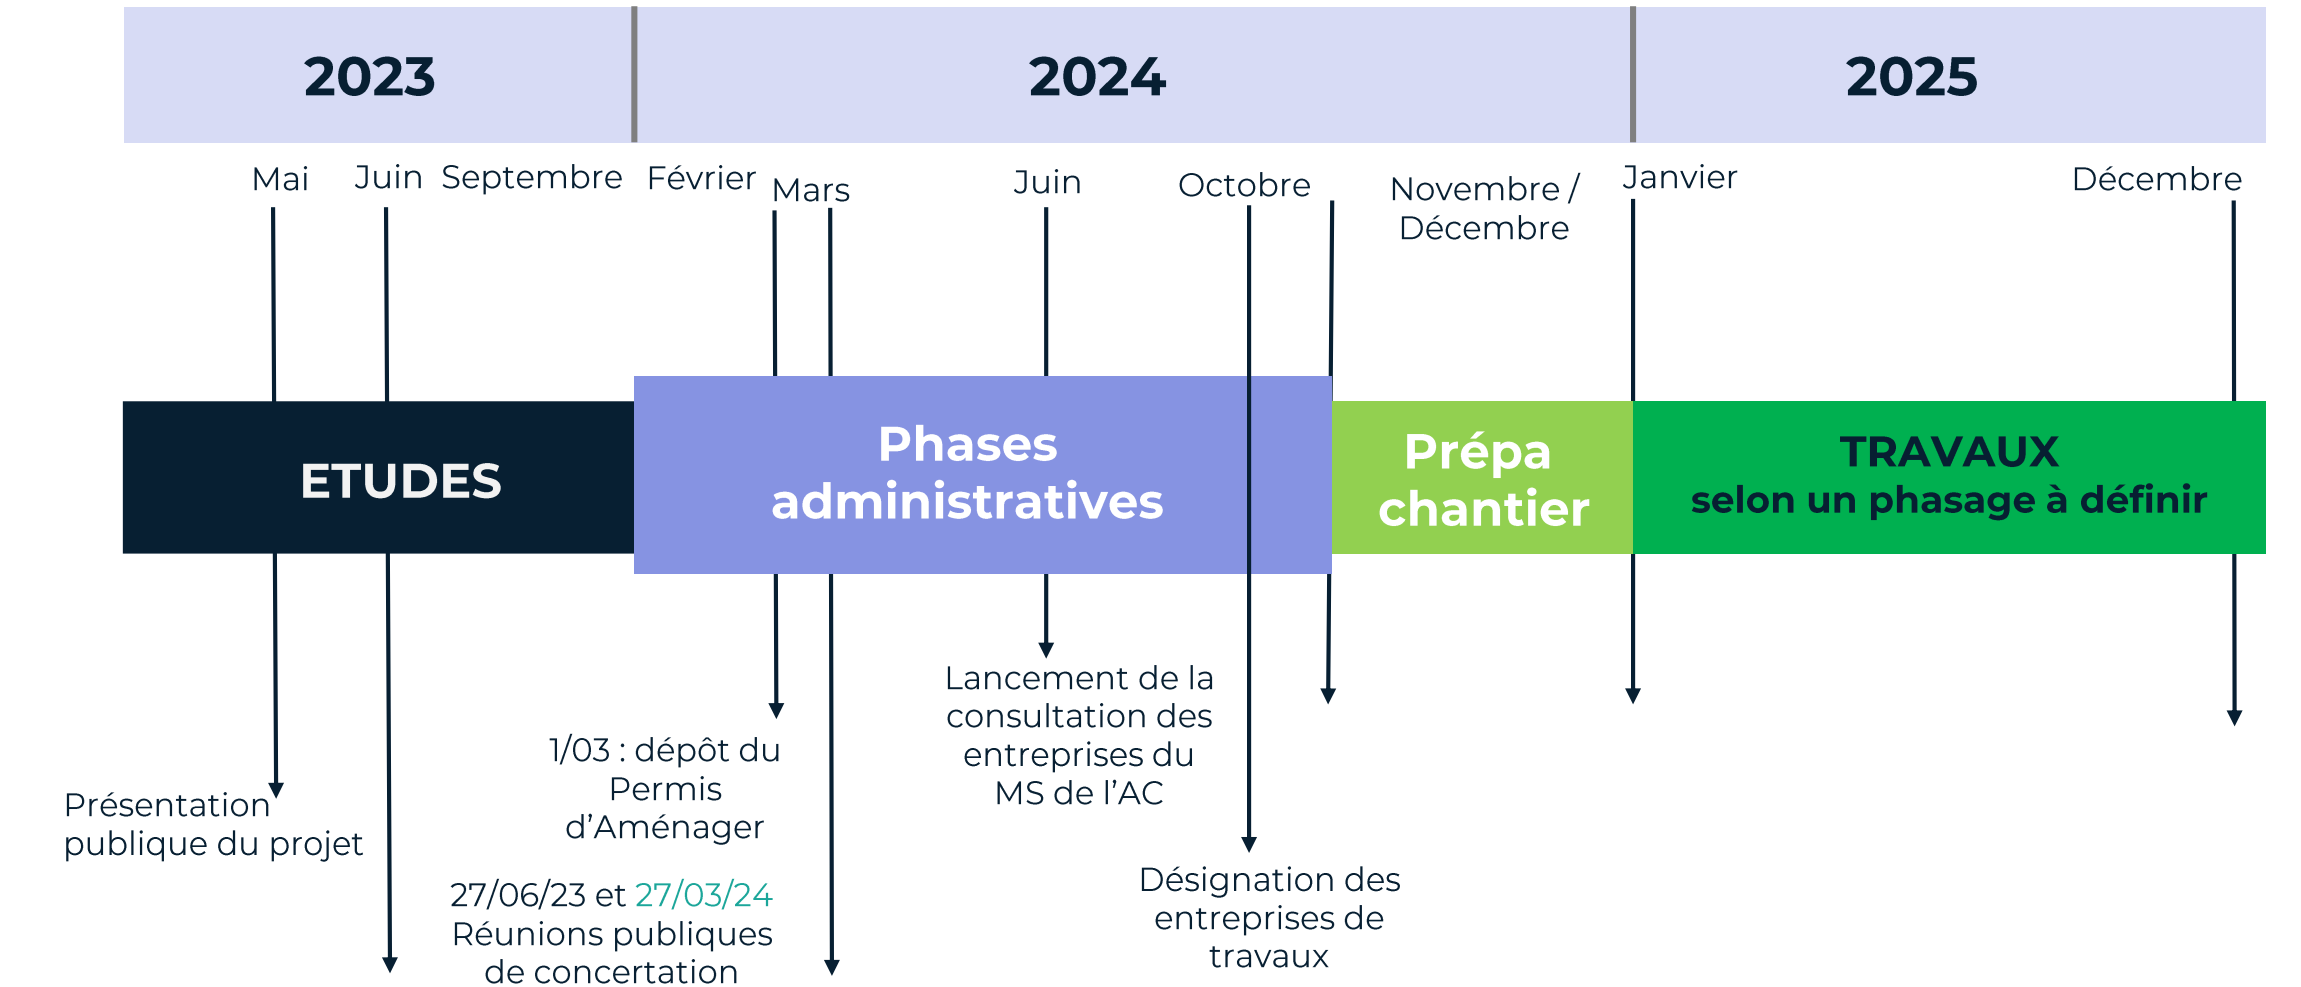 2023
2024
2025
Mai
Juin
Septembre
Février
Mars
Juin
Octobre
Novembre /
Décembre
Janvier
Décembre
ETUDES
Phases
administratives
Prépa
chantier
TRAVAUX
selon un phasage à définir
Présentation
publique du projet
1/03 : dépôt du
Permis
d’Aménager
27/06/23 et 27/03/24
Réunions publiques
de concertation
Lancement de la
consultation des
entreprises du
MS de l’AC
Désignation des
entreprises de
travaux